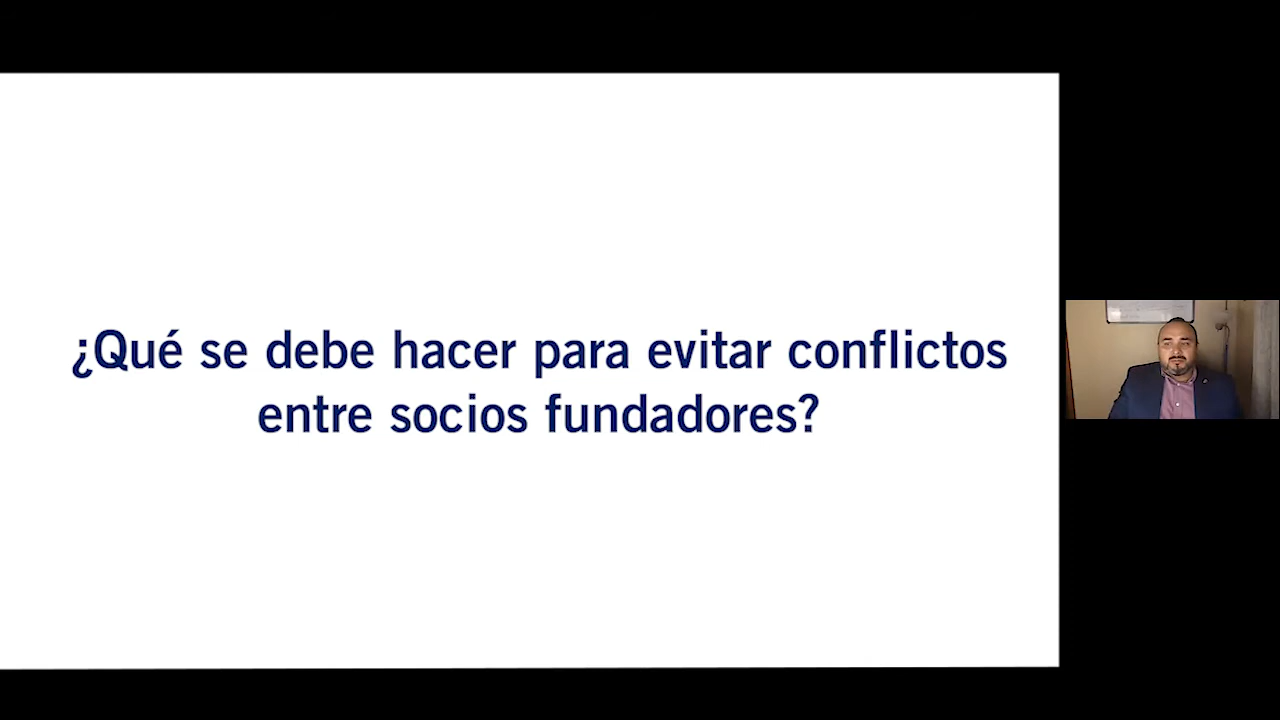 ¿Qué se debe hacer para evitar conflictos
entre socios fundadores?